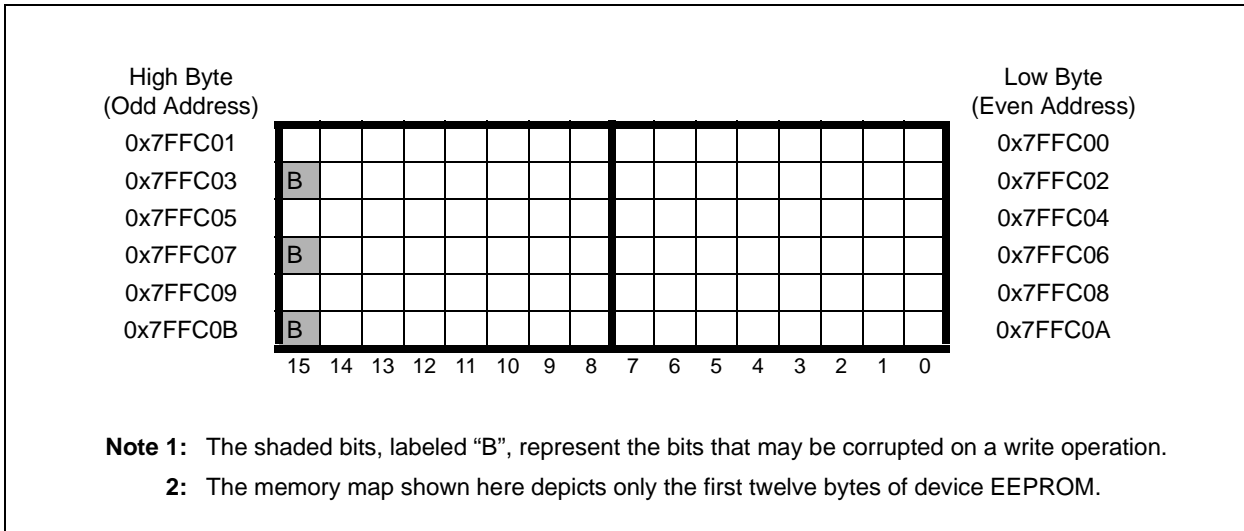 High Byte
(Odd Address)
Low Byte
(Even Address)
0x7FFC01 0x7FFC00
0x7FFC03 B 0x7FFC02
0x7FFC05 0x7FFC04
0x7FFC07 B 0x7FFC06
0x7FFC09 0x7FFC08
0x7FFC0B B 0x7FFC0A
15 14 13 12 11 10 9 8 7 6 5 4 3 2 1 0
Note 1: The shaded bits, labeled “B”, represent the bits that may be corrupted on a write operation.
2: The memory map shown here depicts only the first twelve bytes of device EEPROM.